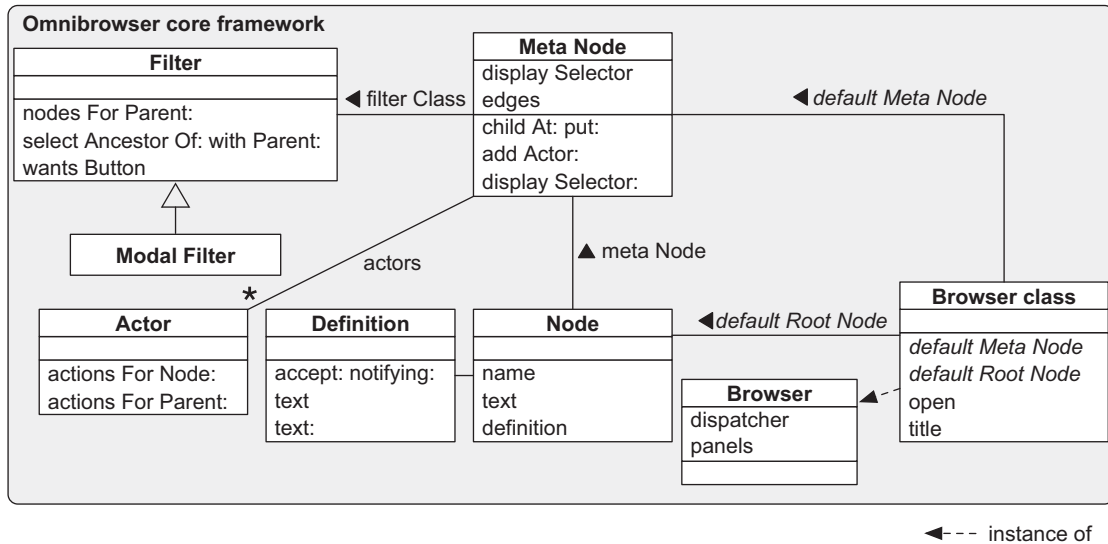 Omnibrowser core framework
Filter
nodes For Parent:
select Ancestor Of: with Parent:
wants Button
◀ filter Class
Meta Node
display Selector
edges
child At: put:
add Actor:
display Selector:
◀ default Meta Node
Modal Filter
actors
*
▲ meta Node
Actor
actions For Node:
actions For Parent:
Definition
accept: notifying:
text
text:
Node
name
text
definition
◀ default Root Node
Browser class
default Meta Node
default Root Node
open
title
Browser
dispatcher
panels
instance of